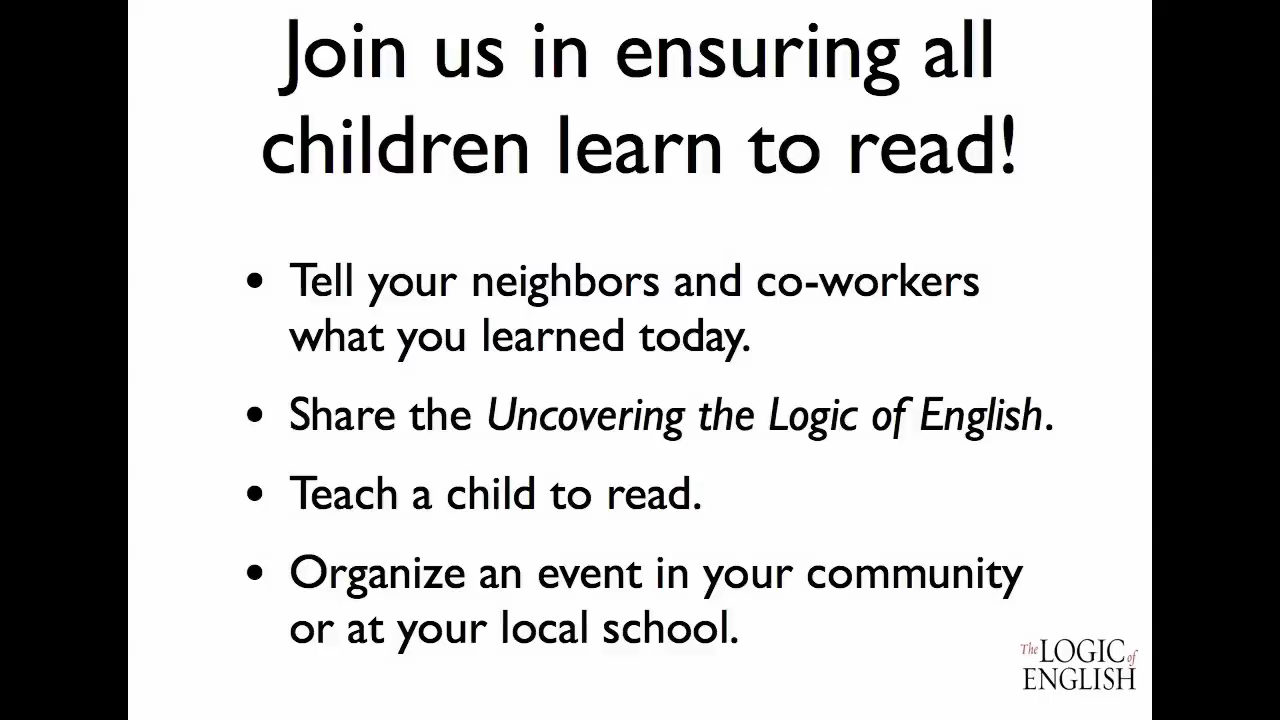 Join us in ensuring all
children learn to read!
• Tell your neighbors and co-workers
what you learned today.
• Share the Uncovering the Logic of English.
• Teach a child to read.
• Organize an event in your community
or at your local school.
The LOGIC of
ENGLISH